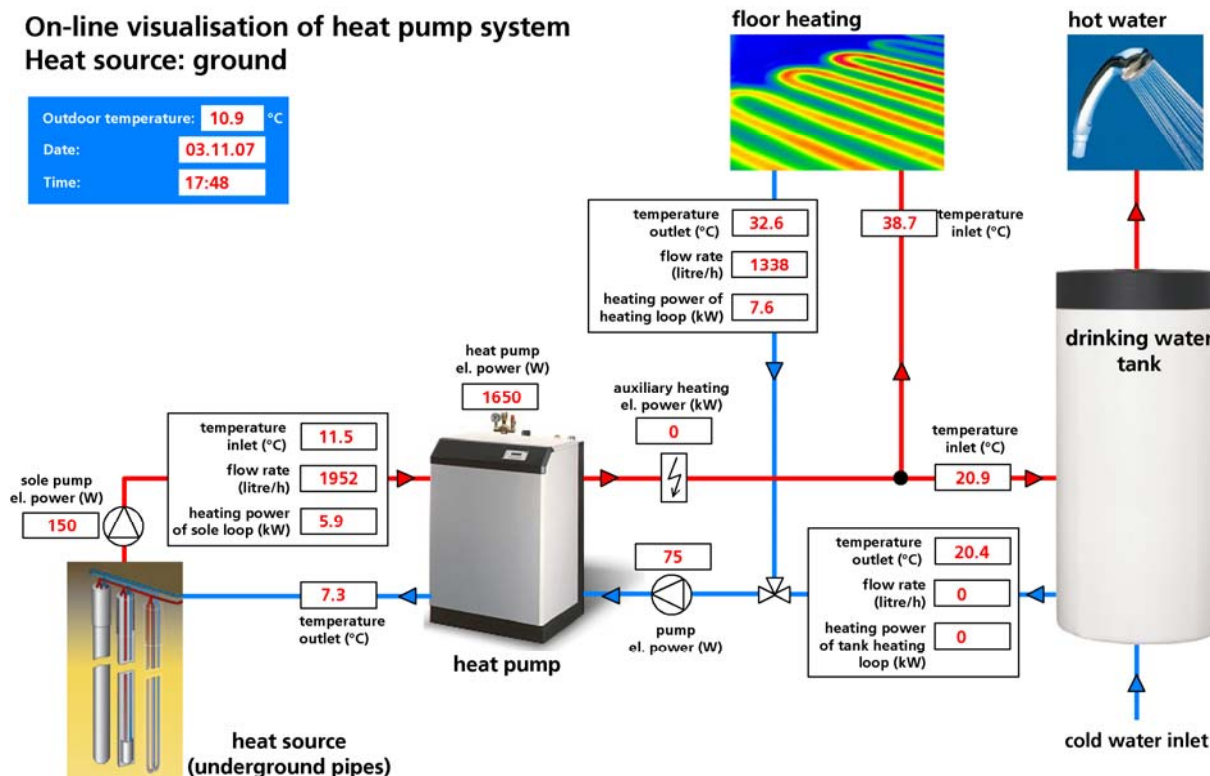 On-line visualisation of heat pump system
Heat source: ground
Outdoor temperature: 10.9 °C
Date: 03.11.07
Time: 17:48
floor heating
hot water
temperature
outlet (°C)
32.6
flow rate
(litre/h)
1338
heating power of
heating loop (kW)
7.6
38.7
temperature
inlet (°C)
drinking water
tank
heat pump
el. power (W)
1650
auxiliary heating
el. power (kW)
0
temperature
inlet (°C)
11.5
flow rate
(litre/h)
1952
heating power
of sole loop (kW)
5.9
sole pump
el. power (W)
150
temperature
inlet (°C)
20.9
7.3
temperature
outlet (°C)
heat pump
75
pump
el. power (W)
temperature
outlet (°C)
20.4
flow rate
(litre/h)
0
heating power
of tank heating
loop (kW)
0
heat source
(underground pipes)
cold water inlet